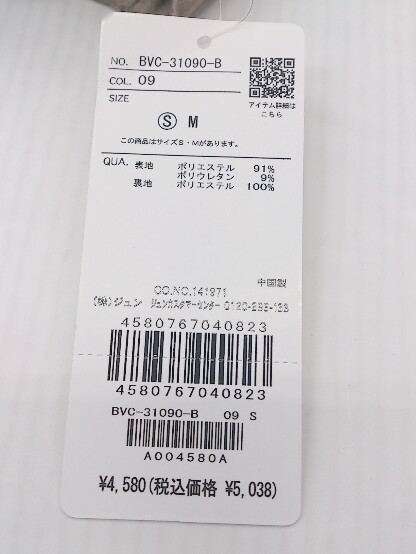 NO. BVC-31090-B
COL. 09
アイテム詳細は
こちら
SIZE
Ⓢ M
この商品はサイズS・Mがあります。
QUA. 表地 ポリエステル 91%
ポリウレタン 9%
裏地 ポリエステル 100%
中国製
CO.NO.141971
(株)ジュン ジュンカスタマーセンター 0120-298-133
4580767040823
4580767040823
BVC-31090-B 09 S
A004580A
¥4,580(税込価格 ¥5,038)